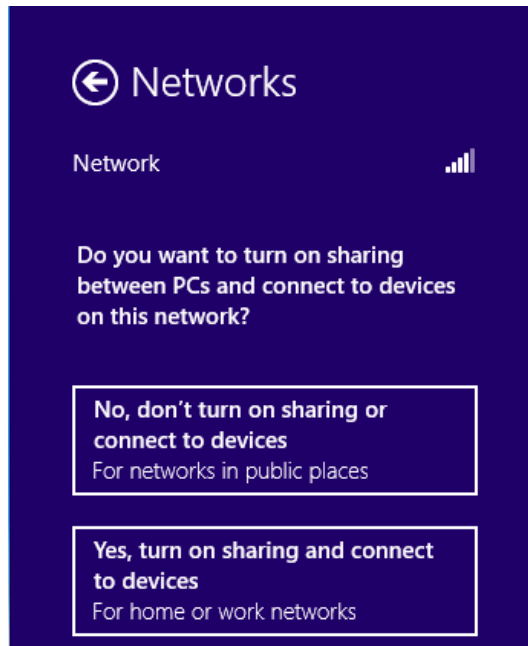 Networks
Network
Do you want to turn on sharing
between PCs and connect to devices
on this network?
No, don't turn on sharing or
connect to devices
For networks in public places
Yes, turn on sharing and connect
to devices
For home or work networks